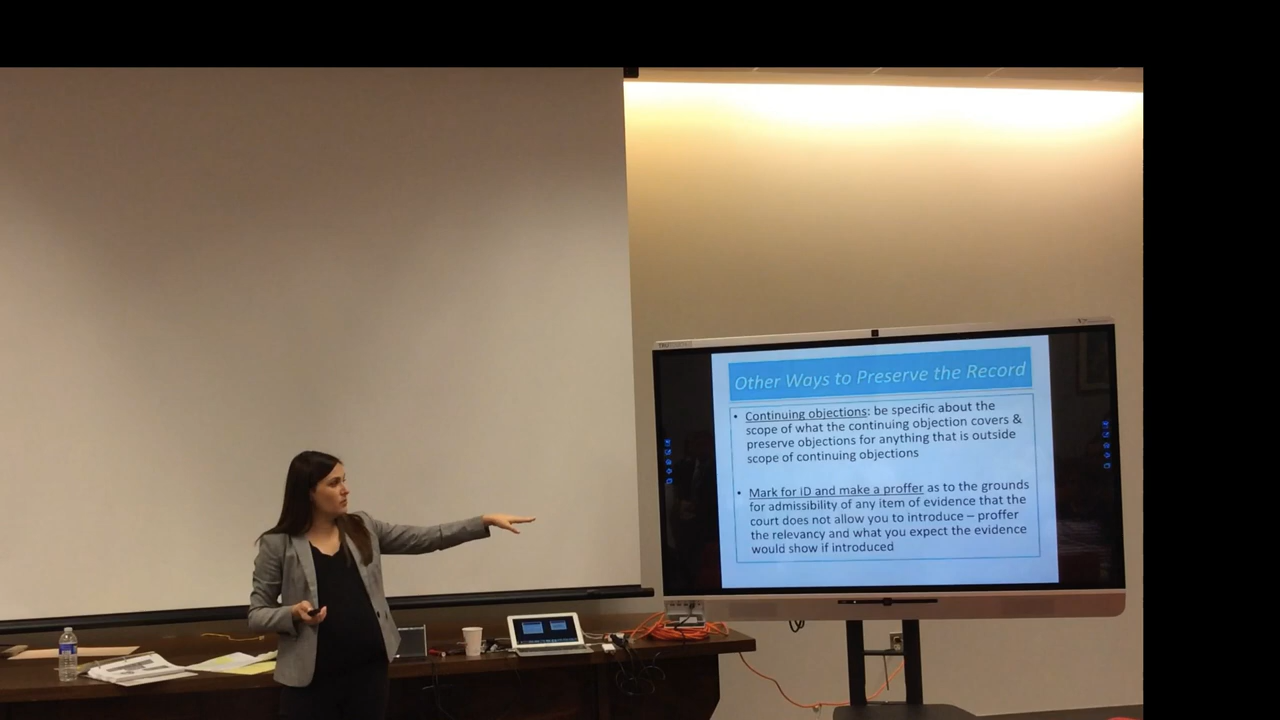 Other Ways to Preserve the Record
• Continuing objections: be specific about the
scope of what the continuing objection covers &
preserve objections for anything that is outside
scope of continuing objections
• Mark for iD and make a proffer as to the grounds
for admissibility of any item of evidence that the
court does not allow you to introduce – proffer
the relevancy and what you expect the evidence
would show if introduced